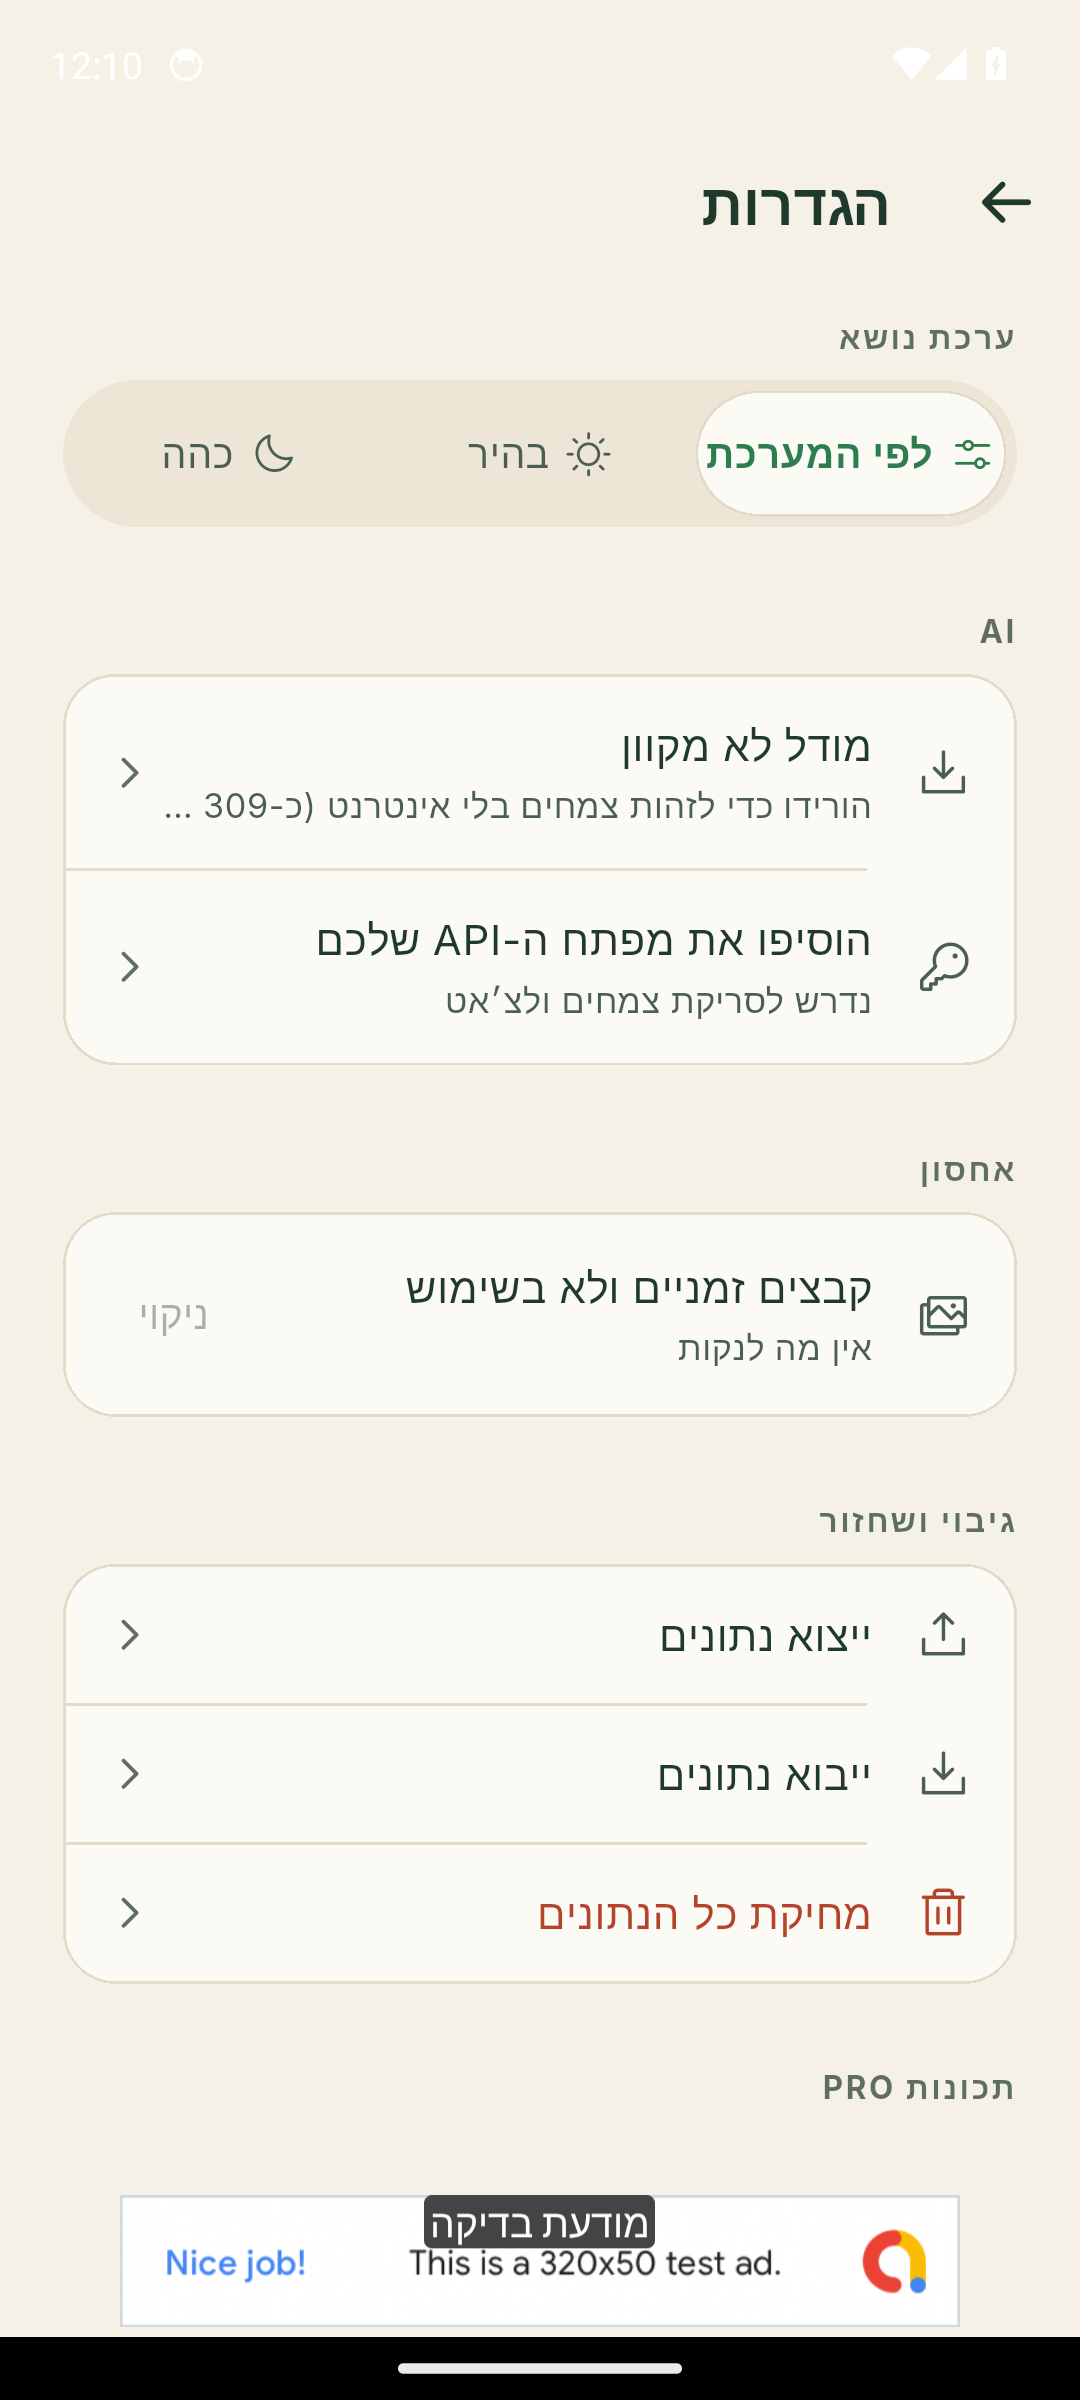 12:10
הגדרות
ערכת נושא
לפי המערכת
בהיר
כהה
AI
מודל לא מקוון
הורידו כדי לזהות צמחים בלי אינטרנט (כ-309 ...
הוסיפו את מפתח ה-API שלכם
נדרש לסריקת צמחים ולצ׳אט
אחסון
קבצים זמניים ולא בשימוש
אין מה לנקות
ניקוי
גיבוי ושחזור
ייצוא נתונים
ייבוא נתונים
מחיקת כל הנתונים
תכונות PRO
מודעת בדיקה
Nice job!
This is a 320x50 test ad.